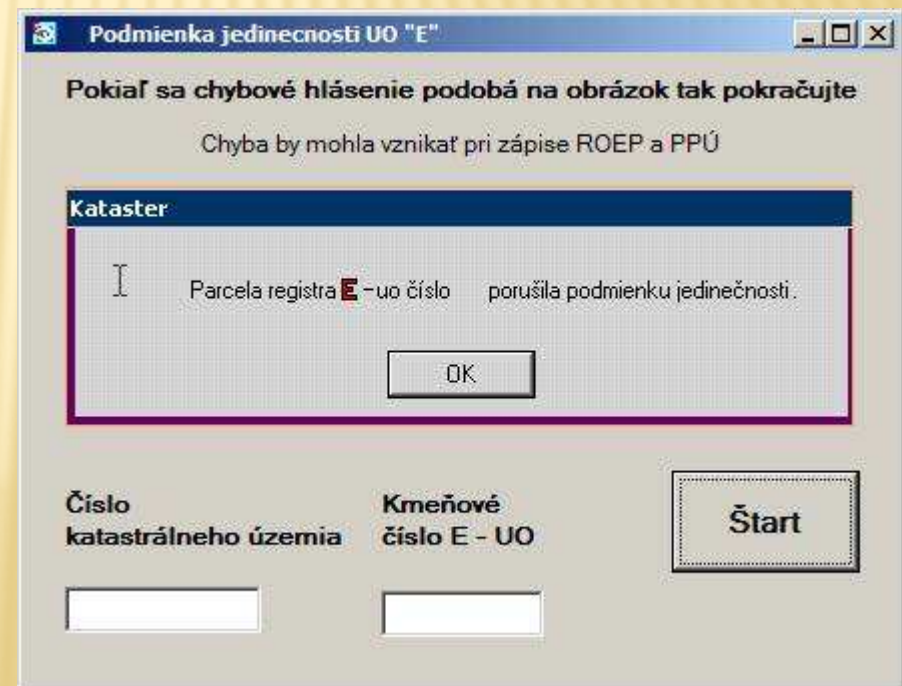 Podmienka jedinecnosti UO "E"
Pokiaľ sa chybové hlásenie podobá na obrázok tak pokračujte
Chyba by mohla vznikať pri zápise ROEP a PPÚ
Kataster
Parcela registra E -uo číslo porušila podmienku jedinečnosti.
OK
Číslo
katastrálneho územia
Kmeňové
číslo E - UO
Štart